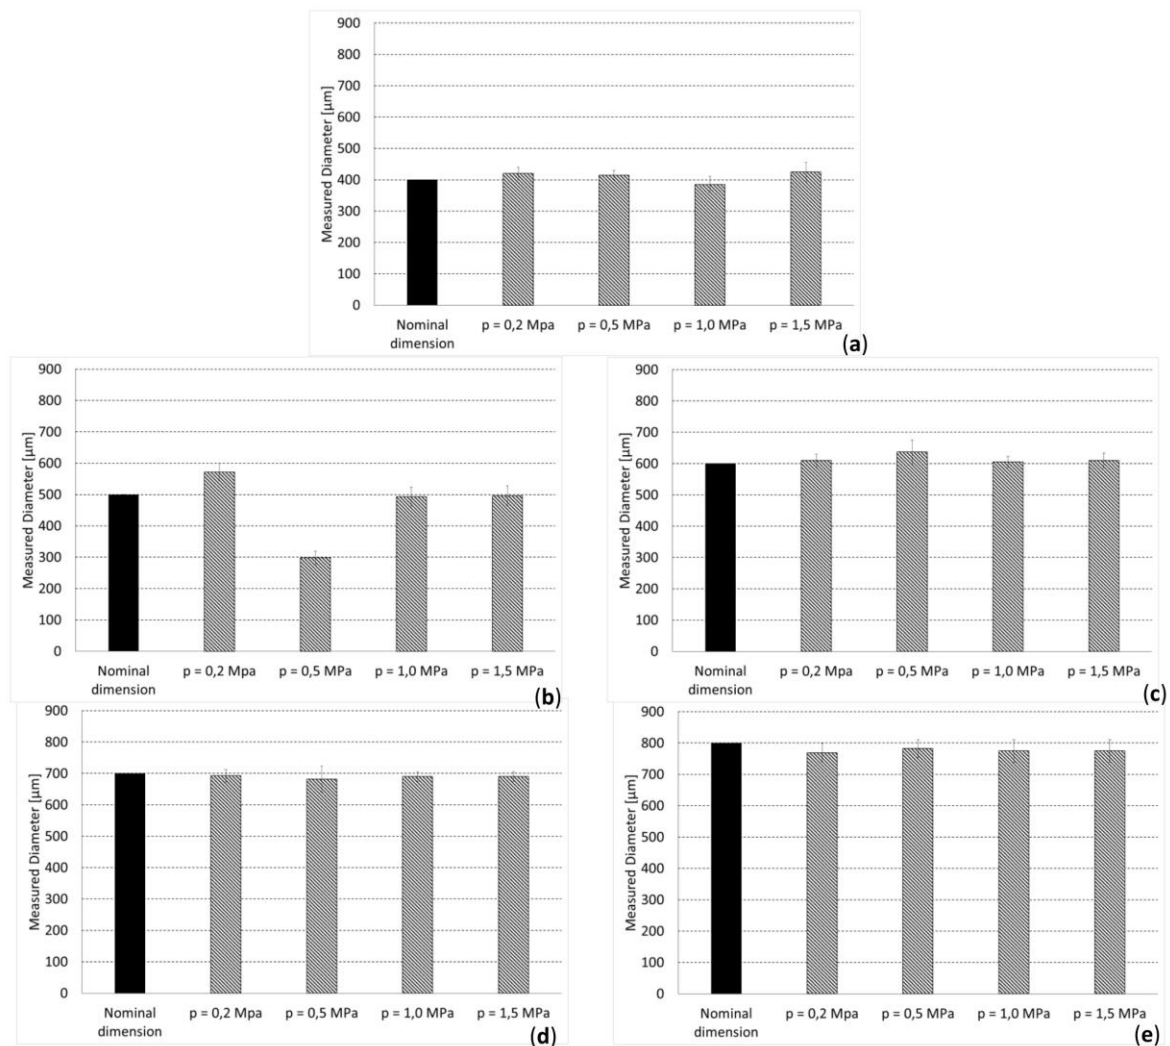 900
800
700
600
500
400
300
200
100
0
Measured Diameter [µm]
Nominal dimension
p = 0,2 Mpa
p = 0,5 MPa
p = 1,0 MPa
p = 1,5 MPa
(a)
900
800
700
600
500
400
300
200
100
0
Measured Diameter [µm]
Nominal dimension
p = 0,2 Mpa
p = 0,5 MPa
p = 1,0 MPa
p = 1,5 MPa
(b)
900
800
700
600
500
400
300
200
100
0
Measured Diameter [µm]
Nominal dimension
p = 0,2 Mpa
p = 0,5 MPa
p = 1,0 MPa
p = 1,5 MPa
(c)
900
800
700
600
500
400
300
200
100
0
Measured Diameter [µm]
Nominal dimension
p = 0,2 Mpa
p = 0,5 MPa
p = 1,0 MPa
p = 1,5 MPa
(d)
900
800
700
600
500
400
300
200
100
0
Measured Diameter [µm]
Nominal dimension
p = 0,2 MPa
p = 0,5 MPa
p = 1,0 MPa
p = 1,5 MPa
(e)